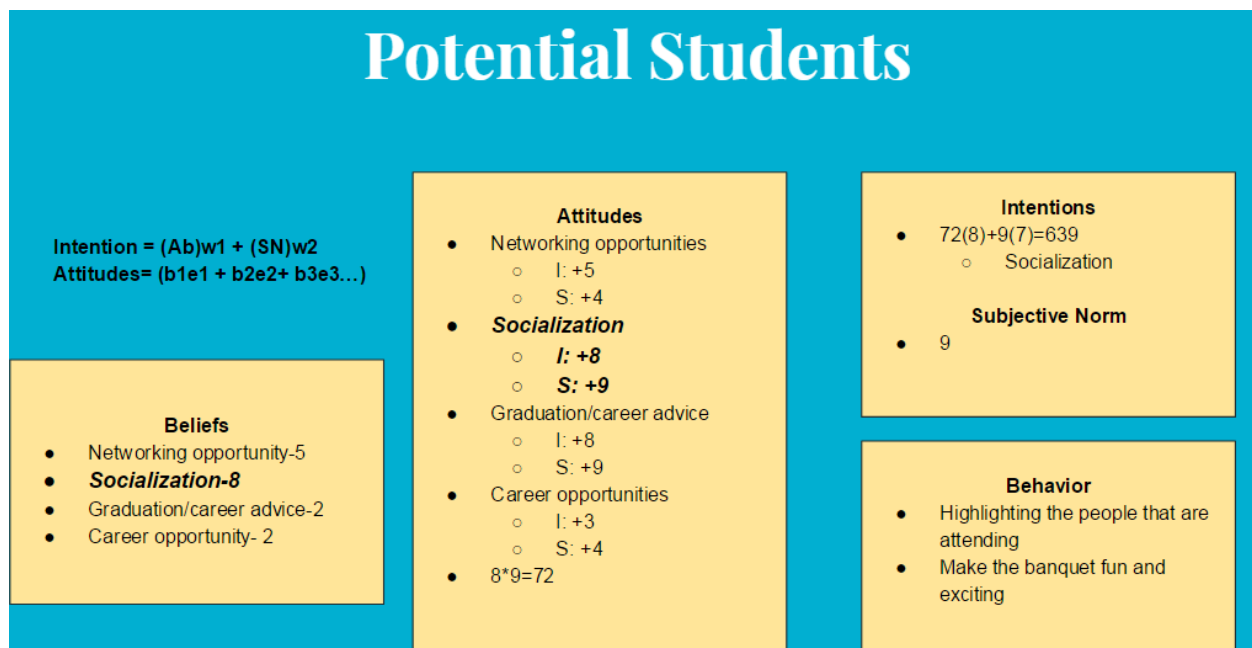 Potential Students
Intention = (Ab)w1 + (SN)w2
Attitudes= (b1e1 + b2e2+ b3e3...)
Beliefs
● Networking opportunity-5
● Socialization-8
● Graduation/career advice-2
● Career opportunity- 2
Attitudes
● Networking opportunities
○ I: +5
○ S: +4
● Socialization
○ I: +8
○ S: +9
● Graduation/career advice
○ I: +8
○ S: +9
● Career opportunities
○ I: +3
○ S: +4
● 8*9=72
Intentions
● 72(8)+9(7)=639
○ Socialization
Subjective Norm
● 9
Behavior
● Highlighting the people that are
attending
● Make the banquet fun and
exciting